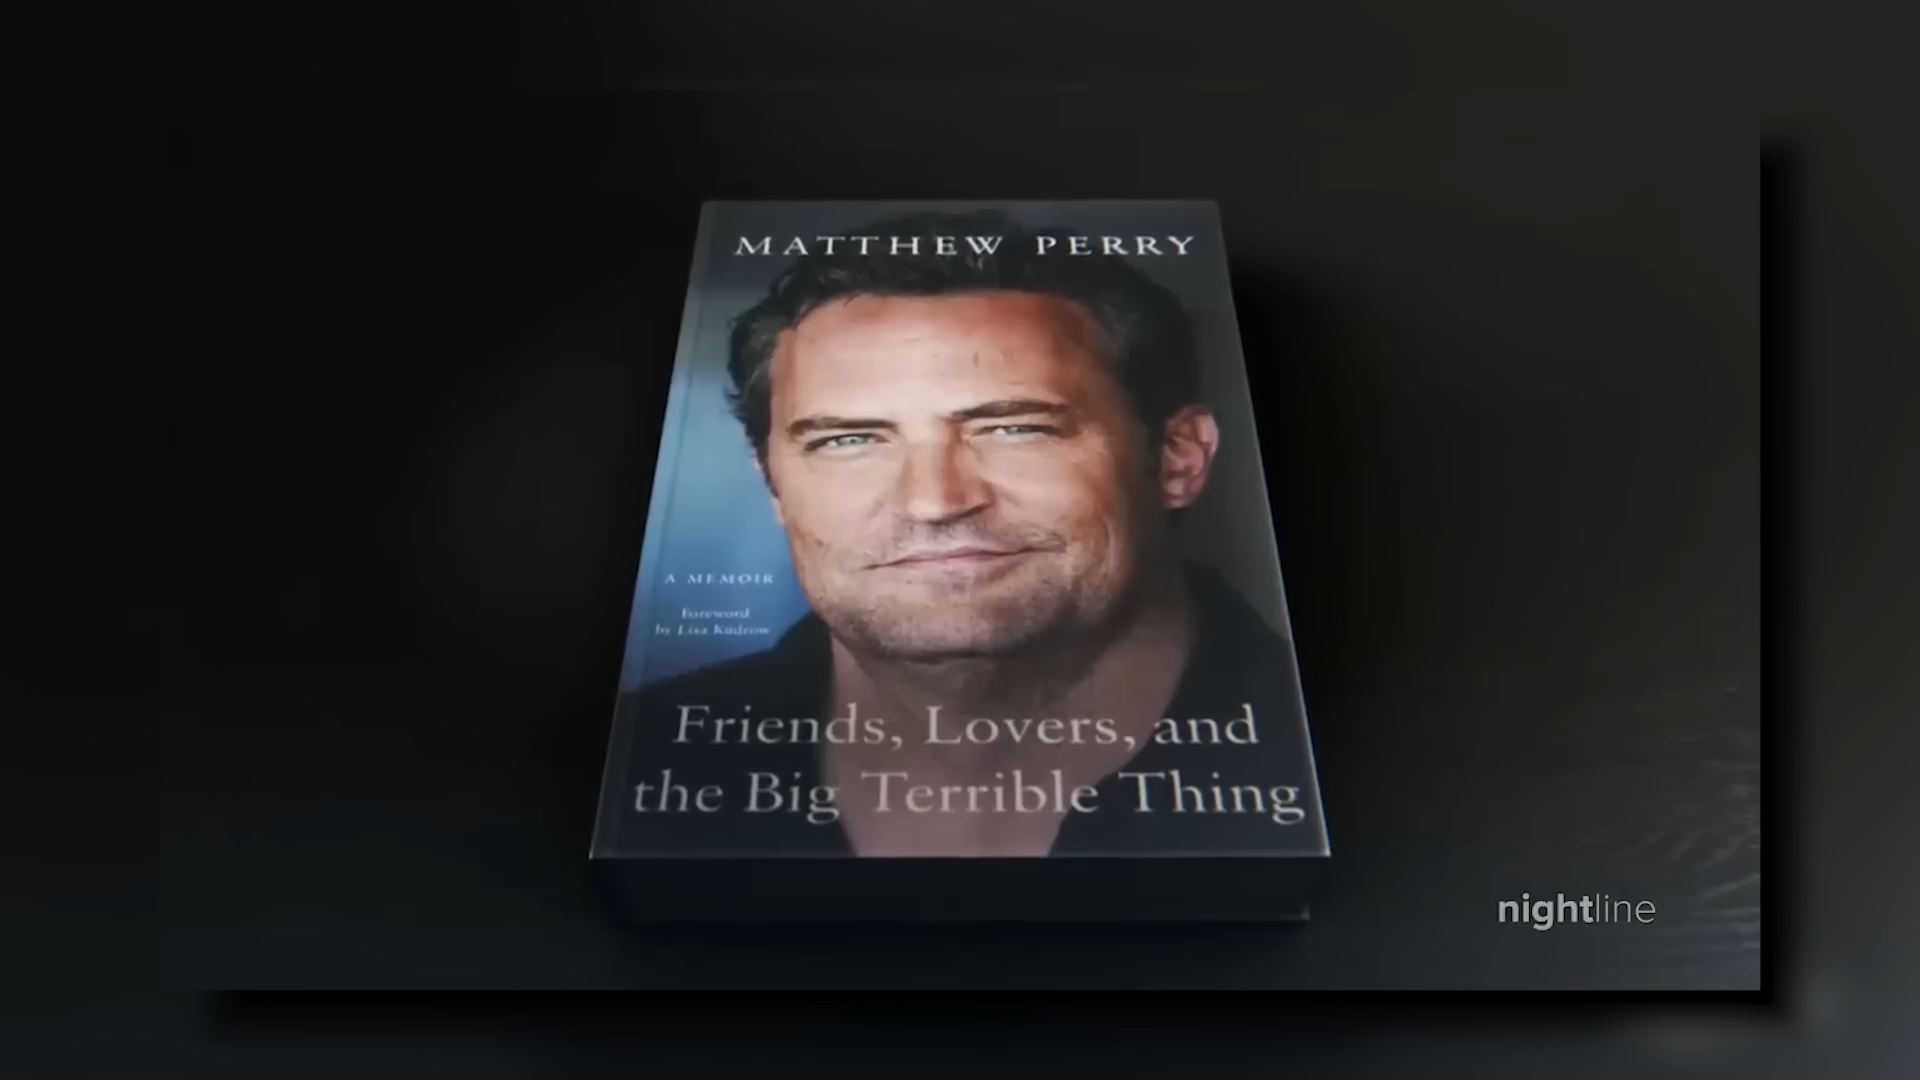 MATTHEW PERRY
A MEMOIR
Foreword
by Lisa Kudrow
Friends, Lovers, and
the Big Terrible Thing
nightline